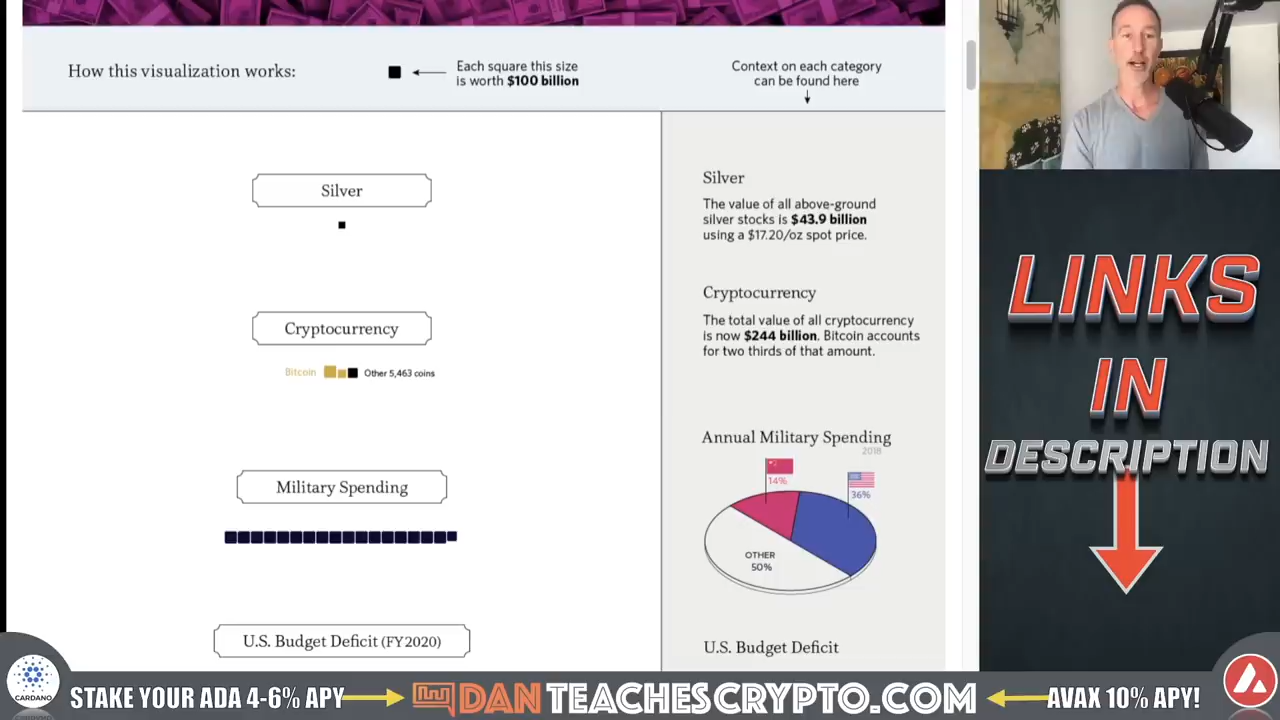 How this visualization works:
Each square this size
is worth $100 billion
Context on each category
can be found here
Silver
Cryptocurrency
Bitcoin
Other 5,463 coins
Military Spending
U.S. Budget Deficit (FY2020)
Silver
The value of all above-ground
silver stocks is $43.9 billion
using a $17.20/oz spot price.
Cryptocurrency
The total value of all cryptocurrency
is now $244 billion. Bitcoin accounts
for two thirds of that amount.
Annual Military Spending
2018
14%
36%
OTHER
50%
U.S. Budget Deficit
LINKS
IN
DESCRIPTION
CARDANO
STAKE YOUR ADA 4-6% APY
DANTEACHESCRYPTO.COM
AVAX 10% APY!